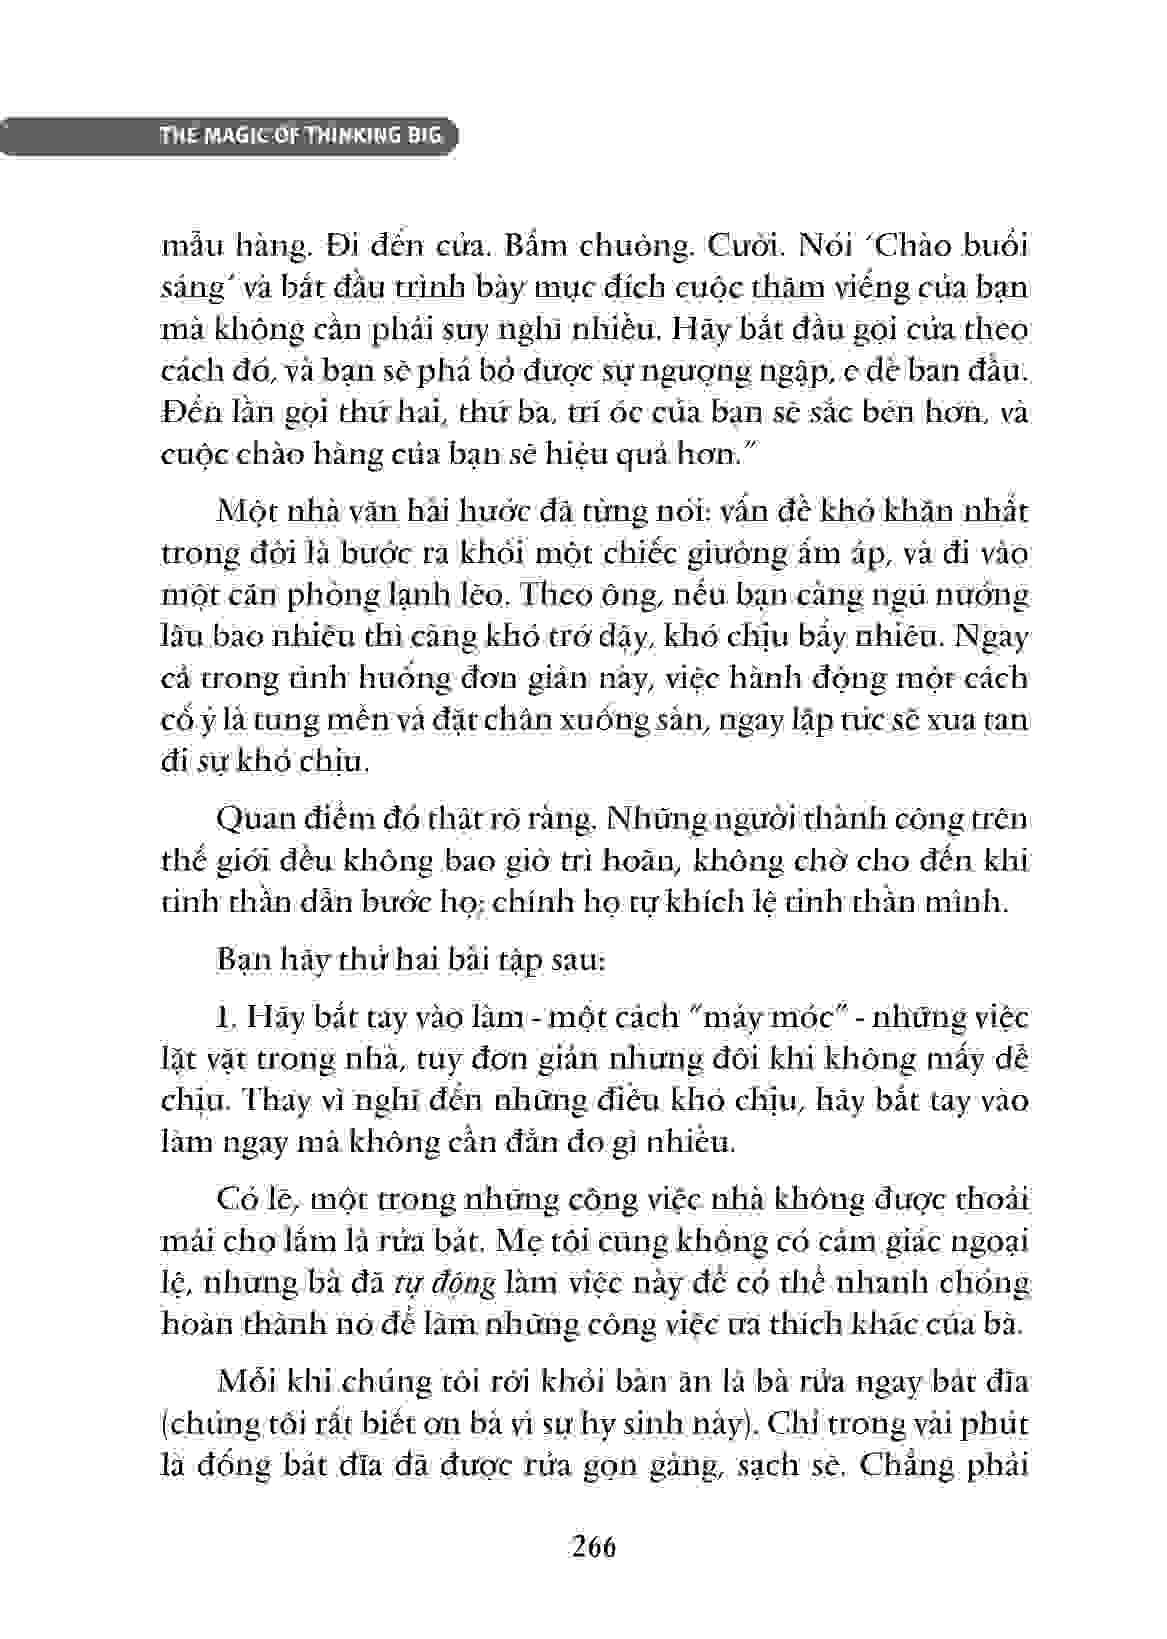 THE MAGIC OF THINKING BIG
mẫu hàng. Đi đến cửa. Bấm chuông. Cười. Nói ‘Chào buổi
sáng’ và bắt đầu trình bày mục đích cuộc thăm viếng của bạn
mà không cần phải suy nghĩ nhiều. Hãy bắt đầu gọi cửa theo
cách đó, và bạn sẽ phá bỏ được sự ngượng ngập, e dè ban đầu.
Đến lần gọi thứ hai, thứ ba, trí óc của bạn sẽ sắc bén hơn, và
cuộc chào hàng của bạn sẽ hiệu quả hơn.”
Một nhà văn hài hước đã từng nói: vấn đề khó khăn nhất
trong đời là bước ra khỏi một chiếc giường ấm áp, và đi vào
một căn phòng lạnh lẽo. Theo ông, nếu bạn càng ngủ nướng
lâu bao nhiêu thì càng khó trở dậy, khó chịu bấy nhiêu. Ngay
cả trong tình huống đơn giản này, việc hành động một cách
cố ý là tung mền và đặt chân xuống sàn, ngay lập tức sẽ xua tan
đi sự khó chịu.
Quan điểm đó thật rõ ràng. Những người thành công trên
thế giới đều không bao giờ trì hoãn, không chờ cho đến khi
tinh thần dẫn bước họ; chính họ tự khích lệ tinh thần mình.
Bạn hãy thử hai bài tập sau:
1. Hãy bắt tay vào làm - một cách “máy móc” - những việc
lặt vặt trong nhà, tuy đơn giản nhưng đôi khi không mấy dễ
chịu. Thay vì nghĩ đến những điều khó chịu, hãy bắt tay vào
làm ngay mà không cần đắn đo gì nhiều.
Có lẽ, một trong những công việc nhà không được thoải
mái cho lắm là rửa bát. Mẹ tôi cũng không có cảm giác ngoại
lệ, nhưng bà đã tự động làm việc này để có thể nhanh chóng
hoàn thành nó để làm những công việc ưa thích khác của bà.
Mỗi khi chúng tôi rời khỏi bàn ăn là bà rửa ngay bát đĩa
(chúng tôi rất biết ơn bà vì sự hy sinh này). Chỉ trong vài phút
là đống bát đĩa đã được rửa gọn gàng, sạch sẽ. Chẳng phải
266